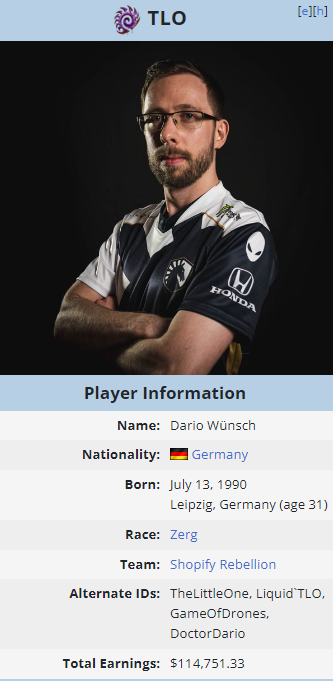 TLO
[e][h]
HONDA
Player Information
Name: Dario Wünsch
Nationality: Germany
Born: July 13, 1990
Leipzig, Germany (age 31)
Race: Zerg
Team: Shopify Rebellion
Alternate IDs: TheLittleOne, Liquid`TLO,
GameOfDrones,
DoctorDario
Total Earnings: $114,751.33